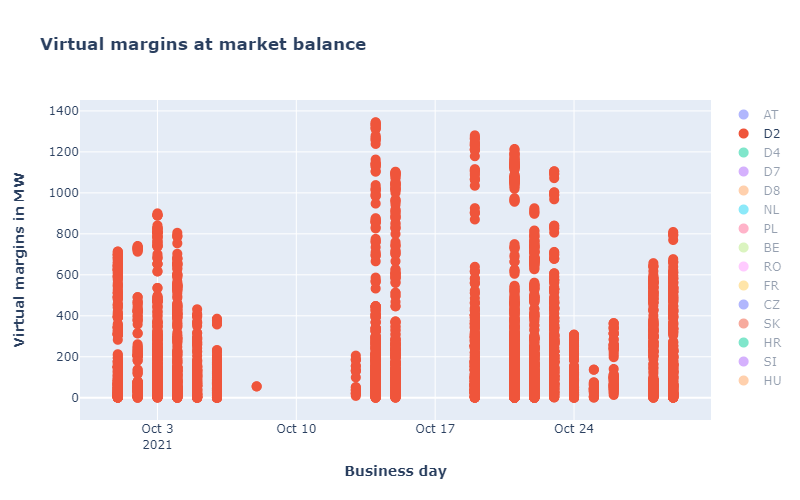 Virtual margins at market balance
Virtual margins in MW
1400
1200
1000
800
600
400
200
0
Oct 3
2021
Oct 10
Oct 17
Oct 24
Business day
AT
D2
D4
D7
D8
NL
PL
BE
RO
FR
CZ
SK
HR
SI
HU